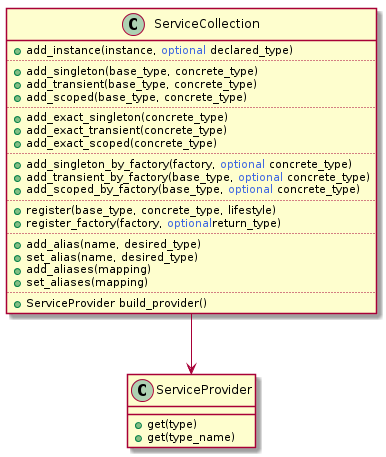 C ServiceCollection
add_instance(instance, optional declared_type)
add_singleton(base_type, concrete_type)
add_transient(base_type, concrete_type)
add_scoped(base_type, concrete_type)
add_exact_singleton(concrete_type)
add_exact_transient(concrete_type)
add_exact_scoped(concrete_type)
add_singleton_by_factory(factory, optional concrete_type)
add_transient_by_factory(base_type, optional concrete_type)
add_scoped_by_factory(base_type, optional concrete_type)
register(base_type, concrete_type, lifestyle)
register_factory(factory, optionalreturn_type)
add_alias(name, desired_type)
set_alias(name, desired_type)
add_aliases(mapping)
set_aliases(mapping)
ServiceProvider build_provider()
C ServiceProvider
get(type)
get(type_name)